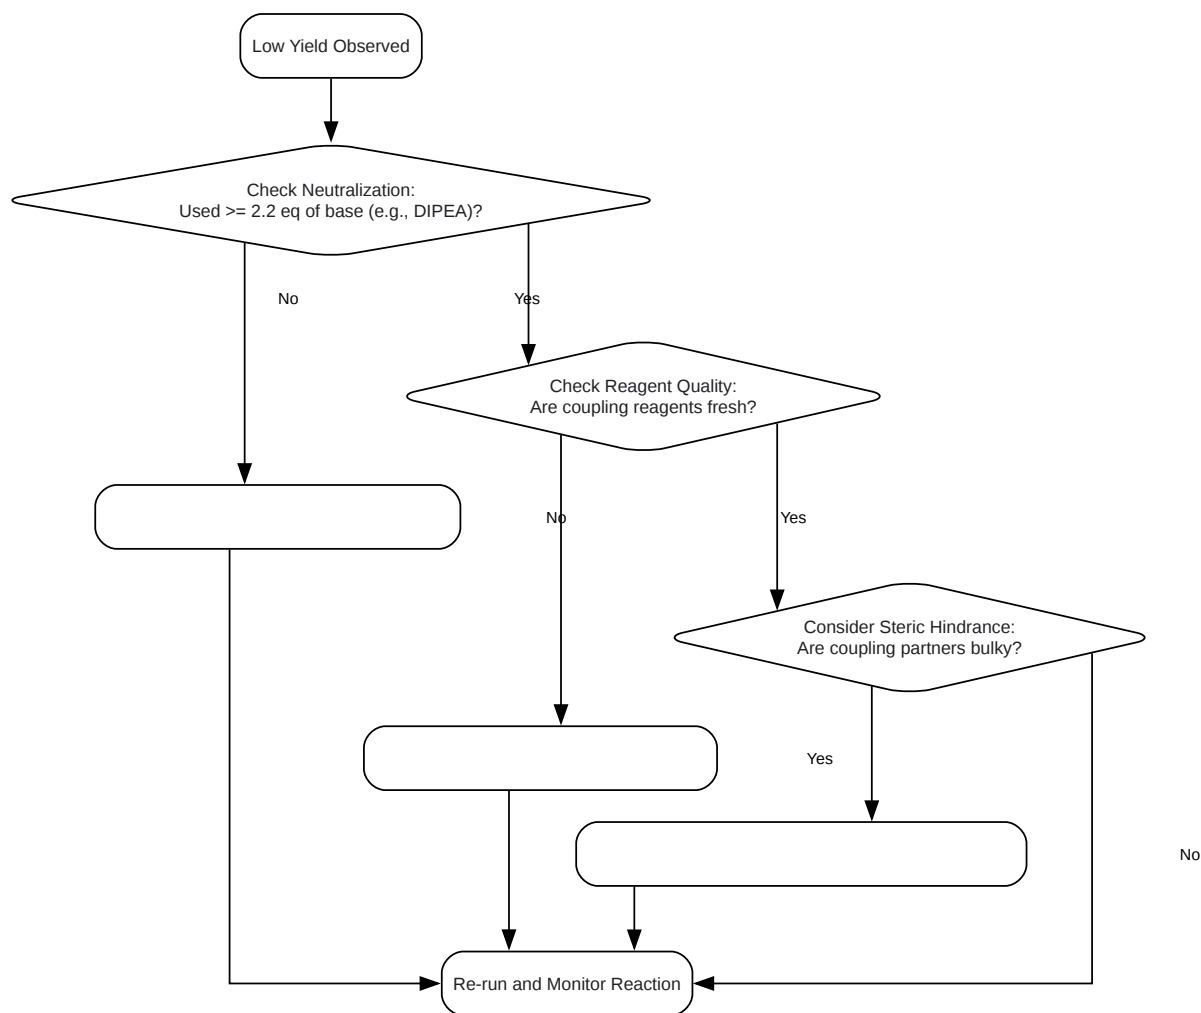 Low Yield Observed
Check Neutralization:
Used >= 2.2 eq of base (e.g., DIPEA)?
No
Yes
Check Reagent Quality:
Are coupling reagents fresh?
No
Yes
Consider Steric Hindrance:
Are coupling partners bulky?
Yes
No
Re-run and Monitor Reaction